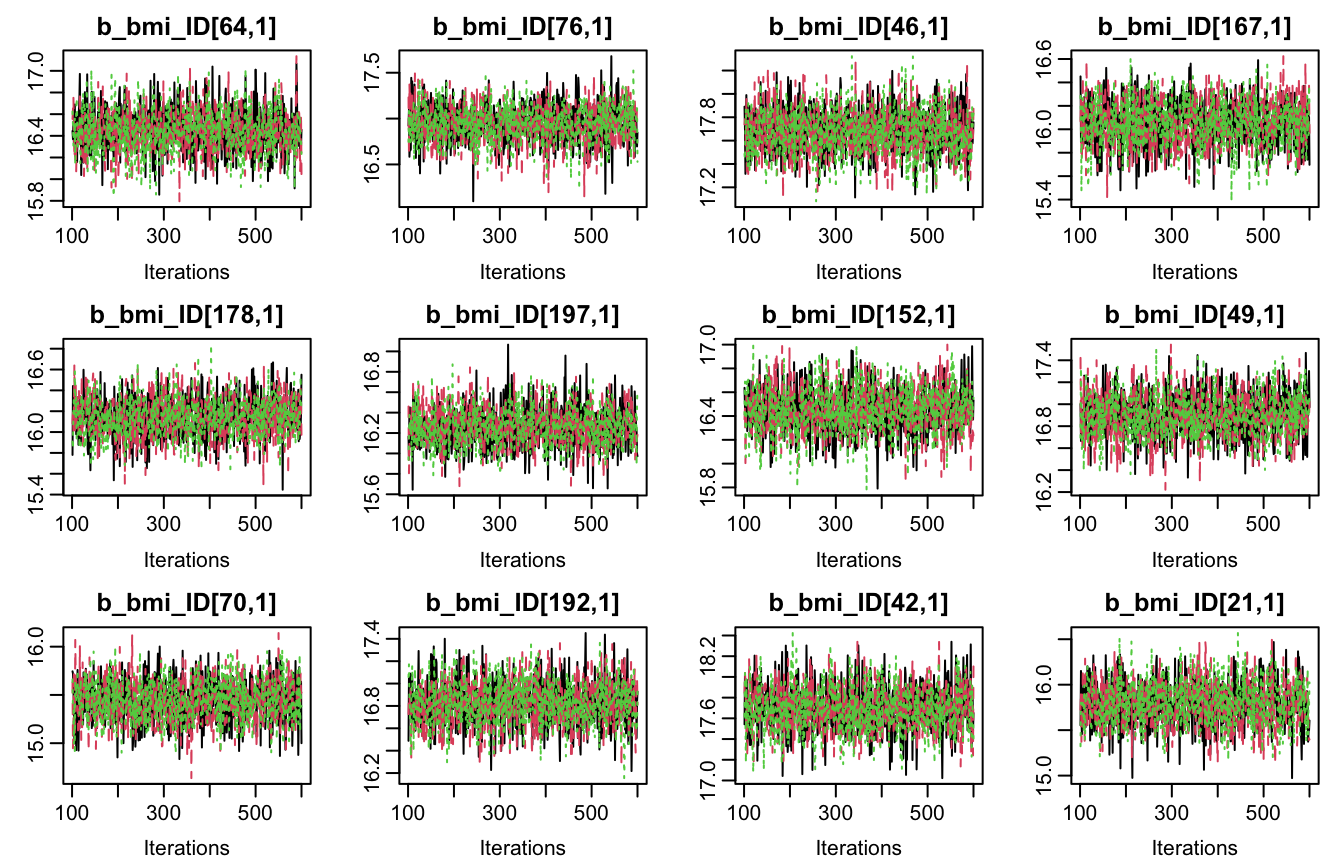 b_bmi_ID[64,1] b_bmi_ID[76,1] b_bmi_ID[46,1] b_bmi_ID[167,1]
15.8 16.4 17.0 16.5 17.5 17.2 17.8 15.4 16.0 16.6
100 300 500 100 300 500 100 300 500 100 300 500
Iterations Iterations Iterations Iterations
b_bmi_ID[178,1] b_bmi_ID[197,1] b_bmi_ID[152,1] b_bmi_ID[49,1]
15.4 16.0 16.6 15.6 16.2 16.8 15.8 16.4 17.0 16.2 16.8 17.4
100 300 500 100 300 500 100 300 500 100 300 500
Iterations Iterations Iterations Iterations
b_bmi_ID[70,1] b_bmi_ID[192,1] b_bmi_ID[42,1] b_bmi_ID[21,1]
15.0 16.0 16.2 16.8 17.4 17.0 17.6 18.2 15.0 16.0
100 300 500 100 300 500 100 300 500 100 300 500
Iterations Iterations Iterations Iterations